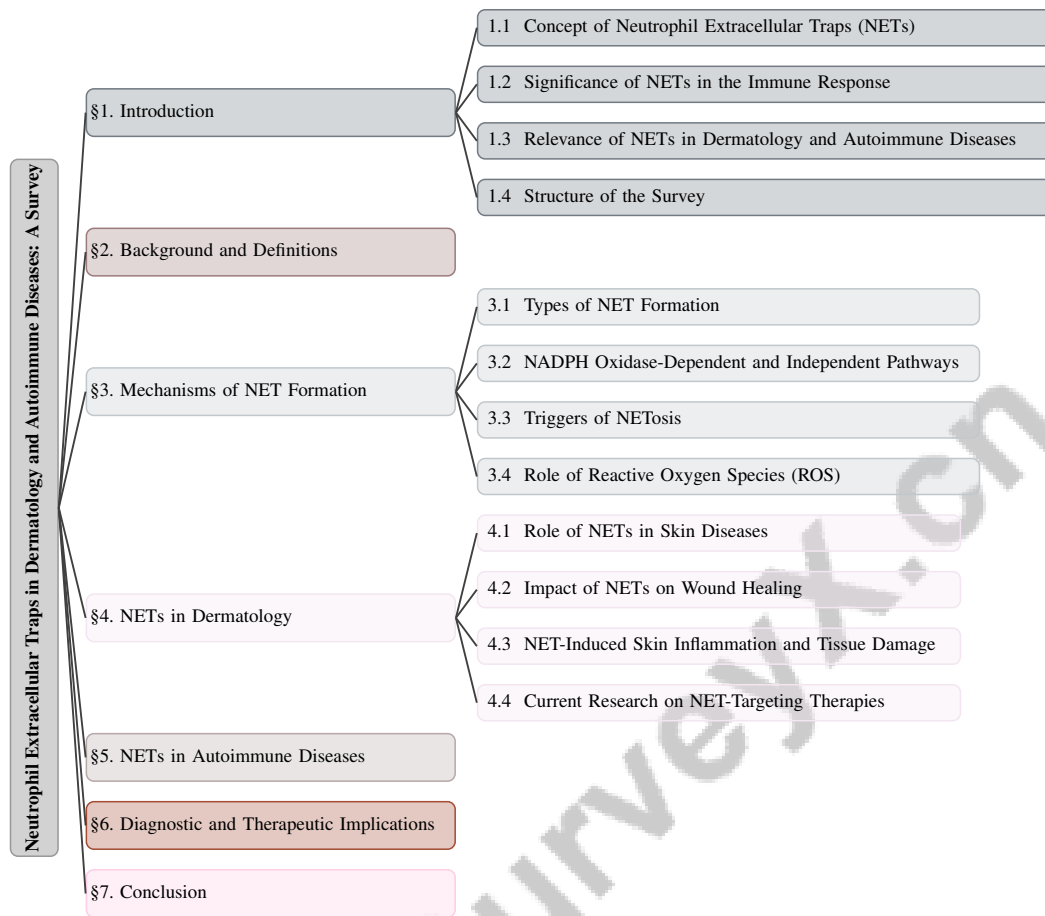 Neutrophil Extracellular Traps in Dermatology and Autoimmune Diseases: A Survey
§1. Introduction
1.1 Concept of Neutrophil Extracellular Traps (NETs)
1.2 Significance of NETs in the Immune Response
1.3 Relevance of NETs in Dermatology and Autoimmune Diseases
1.4 Structure of the Survey
§2. Background and Definitions
§3. Mechanisms of NET Formation
3.1 Types of NET Formation
3.2 NADPH Oxidase-Dependent and Independent Pathways
3.3 Triggers of NETosis
3.4 Role of Reactive Oxygen Species (ROS)
§4. NETs in Dermatology
4.1 Role of NETs in Skin Diseases
4.2 Impact of NETs on Wound Healing
4.3 NET-Induced Skin Inflammation and Tissue Damage
4.4 Current Research on NET-Targeting Therapies
§5. NETs in Autoimmune Diseases
§6. Diagnostic and Therapeutic Implications
§7. Conclusion
urveyx.cn